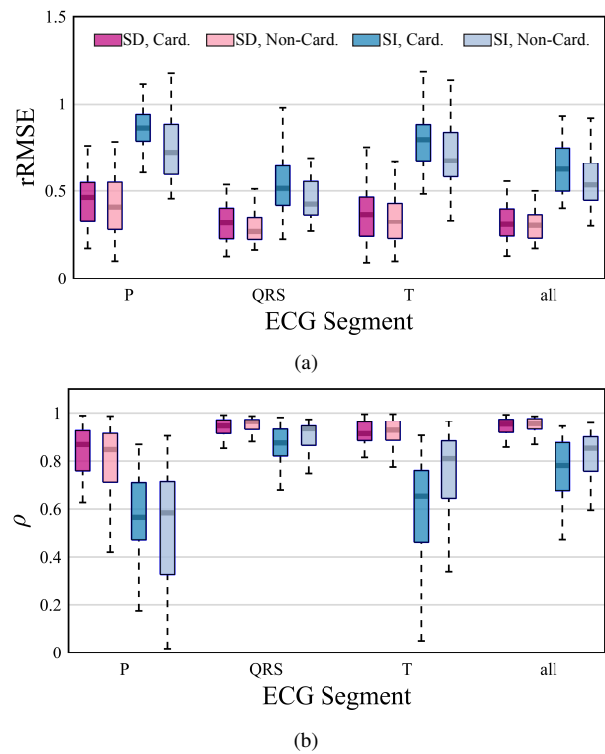 1.5
SD, Card. SD, Non-Card. SI, Card. SI, Non-Card.
1
rRMSE
0.5
0
P QRS T all
ECG Segment
(a)
1
0.8
0.6
ρ
0.4
0.2
0
P QRS T all
ECG Segment
(b)